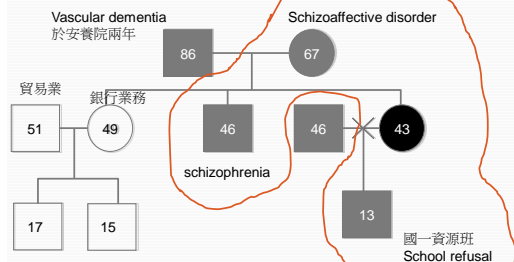 Vascular dementia
於安養院兩年
Schizoaffective disorder
86
67
貿易業
銀行業務
51
49
46
46
43
schizophrenia
17
15
13
國一資源班
School refusal